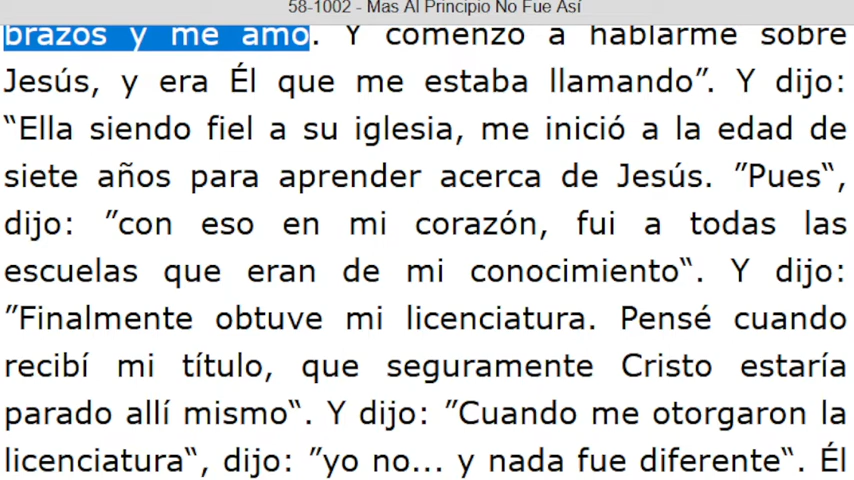 58-1002 - Mas Al Principio No Fue Así
brazos y me amo. Y comenzó a hablarme sobre
Jesús, y era Él que me estaba llamando”. Y dijo:
“Ella siendo fiel a su iglesia, me inició a la edad de
siete años para aprender acerca de Jesús. ”Pues“,
dijo: ”con eso en mi corazón, fui a todas las
escuelas que eran de mi conocimiento“. Y dijo:
”Finalmente obtuve mi licenciatura. Pensé cuando
recibí mi título, que seguramente Cristo estaría
parado allí mismo“. Y dijo: ”Cuando me otorgaron la
licenciatura“, dijo: ”yo no... y nada fue diferente“. Él